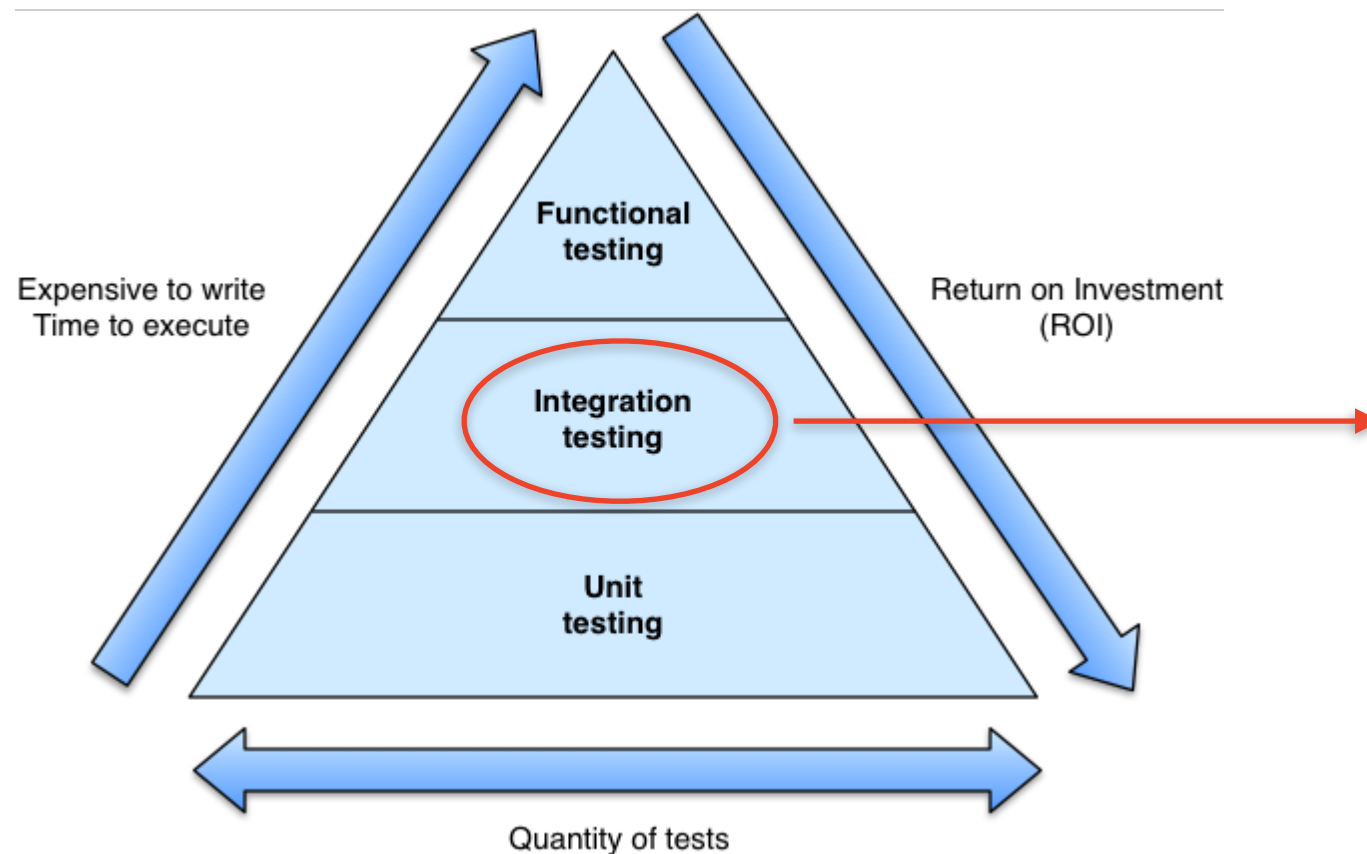 Functional
testing
Expensive to write
Time to execute
Return on Investment
(ROI)
Integration
testing
Unit
testing
Quantity of tests